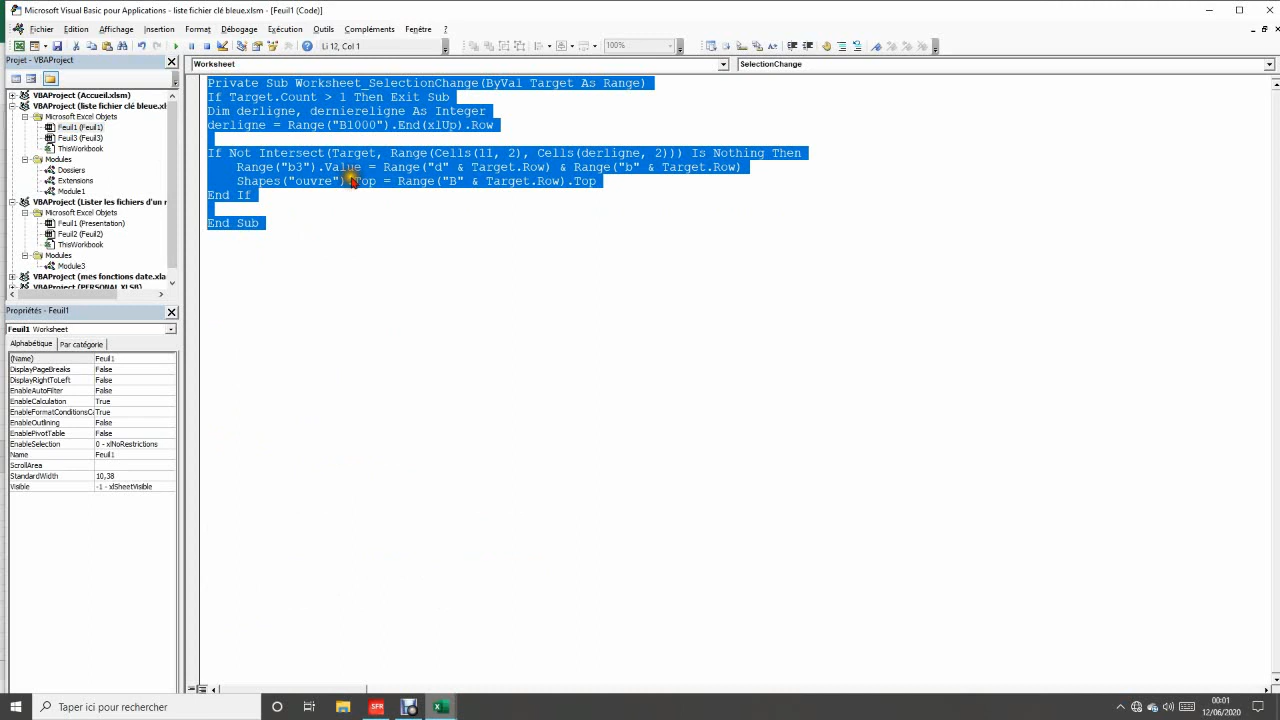 Microsoft Visual Basic pour Applications - liste fichier clé bleue.xlsm - [Feuil1 (Code)]
Fichier Edition Affichage Insertion Format Débogage Exécution Outils Compléments Fenêtre ?
Li 12, Col 1 100%
Projet - VBAProject
Worksheet SelectionChange
VBAProject (Accueil.xlsm)
VBAProject (liste fichier clé bleue.xlsm
Microsoft Excel Objets
Feuil1 (Feuil1)
Feuil3 (Feuil3)
ThisWorkbook
Modules
Dossiers
Extensions
Module1
VBAProject (Lister les fichiers d'un r
Microsoft Excel Objets
Feuil1 (Presentation)
Feuil2 (Feuil2)
ThisWorkbook
Modules
Module3
VBAProject (mes fonctions date.xla
VBAProject (PERSONAL.XLSB)
Propriétés - Feuil1
Feuil1 Worksheet
Alphabétique Par catégorie
(Name) Feuil1
DisplayPageBreaks False
DisplayRightToLeft False
EnableAutoFilter False
EnableCalculation True
EnableFormatConditionsCa True
EnableOutlining False
EnablePivotTable False
EnableSelection 0 - xlNoRestrictions
Name Feuil1
ScrollArea
StandardWidth 10,38
Visible -1 - xlSheetVisible
Private Sub Worksheet_SelectionChange(ByVal Target As Range)
If Target.Count > 1 Then Exit Sub
Dim derligne, derniereligne As Integer
derligne = Range("B1000").End(xlUp).Row
If Not Intersect(Target, Range(Cells(11, 2), Cells(derligne, 2))) Is Nothing Then
Range("b3").Value = Range("d" & Target.Row) & Range("b" & Target.Row)
Shapes("ouvre").Top = Range("B" & Target.Row).Top
End If
End Sub
Taper ici pour rechercher
SFR
00:01
12/06/2020